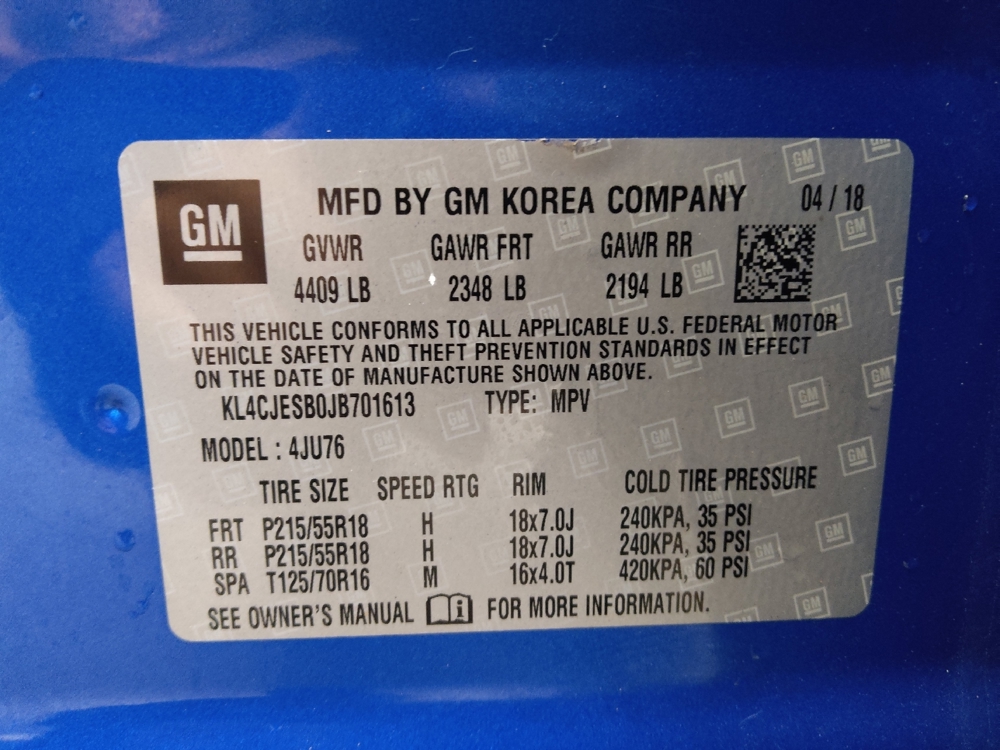 GM
MFD BY GM KOREA COMPANY 04 / 18
GVWR GAWR FRT GAWR RR
4409 LB 2348 LB 2194 LB
THIS VEHICLE CONFORMS TO ALL APPLICABLE U.S. FEDERAL MOTOR
VEHICLE SAFETY AND THEFT PREVENTION STANDARDS IN EFFECT
ON THE DATE OF MANUFACTURE SHOWN ABOVE.
KL4CJESB0JB701613 TYPE: MPV
MODEL : 4JU76
TIRE SIZE SPEED RTG RIM COLD TIRE PRESSURE
FRT P215/55R18 H 18x7.0J 240KPA, 35 PSI
RR P215/55R18 H 18x7.0J 240KPA, 35 PSI
SPA T125/70R16 M 16x4.0T 420KPA, 60 PSI
SEE OWNER'S MANUAL i FOR MORE INFORMATION.